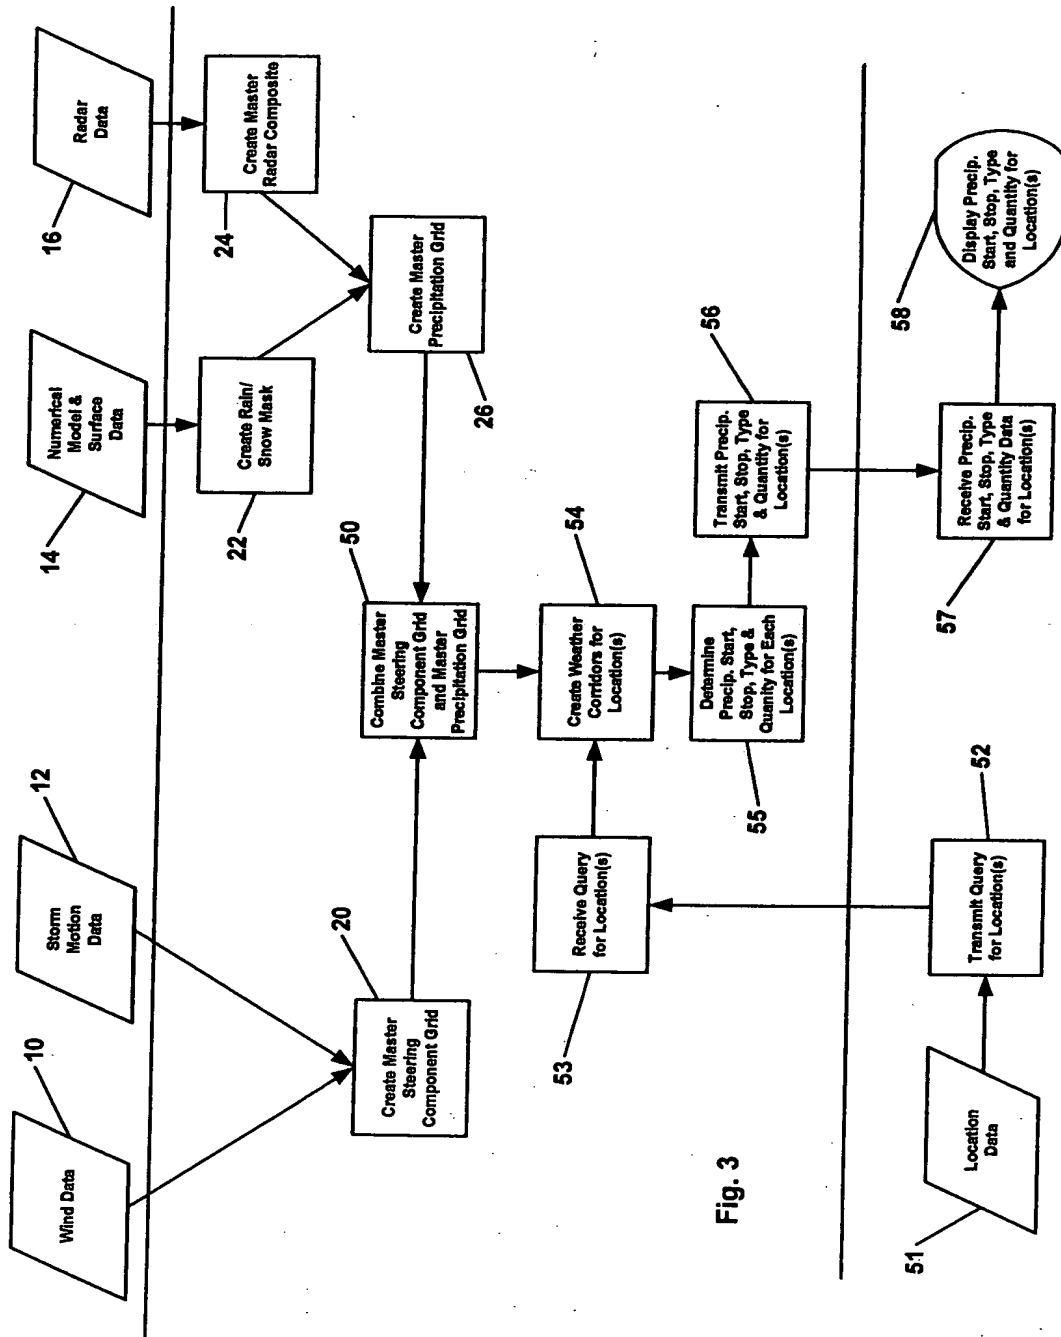 10
Wind Data
12
Storm
Motion
Data
14
Numerical
Model &
Surface
Data
16
Radar
Data
20
Create Master
Steering
Component Grid
22
Create Rain/
Snow Mask
24
Create Master
Radar Composite
26
Create Master
Precipitation Grid
50
Combine Master
Steering
Component Grid
and Master
Precipitation Grid
53
Receive Query
for Location(s)
54
Create Weather
Corridors for
Location(s)
55
Determine
Precip. Start,
Stop, Type &
Quantity for Each
Location(s)
56
Transmit Precip.
Start, Stop, Type
& Quantity for
Location(s)
Fig. 3
51
Location
Data
52
Transmit Query
for Location(s)
57
Receive Precip.
Start, Stop, Type
& Quantity Data
for Location(s)
58
Display Precip.
Start, Stop, Type
and Quantity for
Location(s)